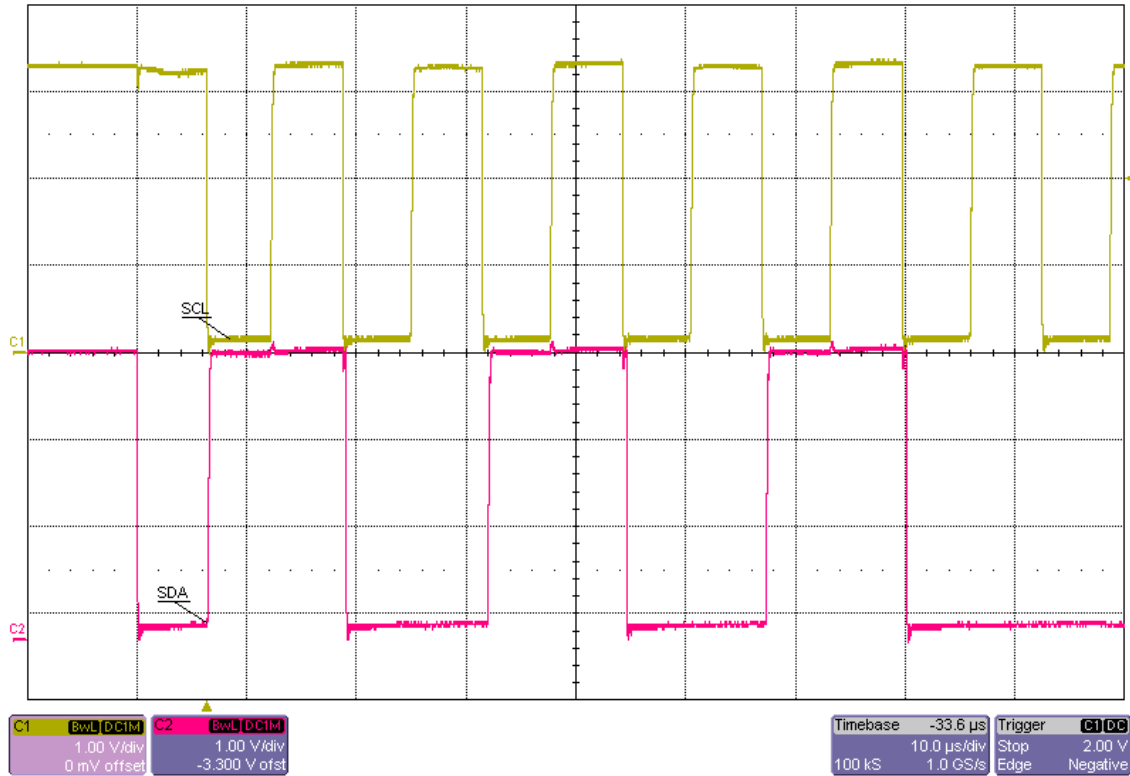 SCL
C1
SDA
C2
C1 BwL DC1M
1.00 V/div
0 mV offset
C2 BwL DC1M
1.00 V/div
-3.300 V ofst
Timebase -33.6 µs
10.0 µs/div
100 kS 1.0 GS/s
Trigger C1 DC
Stop 2.00 V
Edge Negative